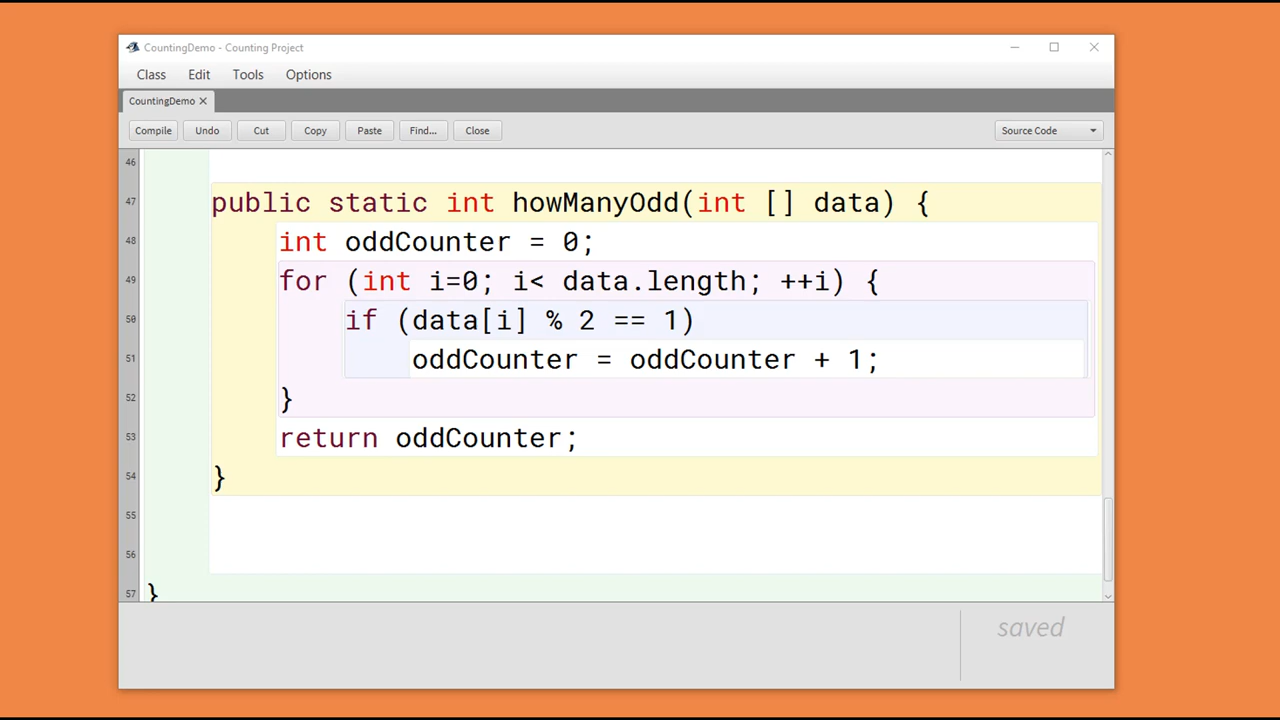 CountingDemo - Counting Project
Class Edit Tools Options
CountingDemo
Compile Undo Cut Copy Paste Find... Close Source Code
46
47 public static int howManyOdd(int [] data) {
48 int oddCounter = 0;
49 for (int i=0; i< data.length; ++i) {
50 if (data[i] % 2 == 1)
51 oddCounter = oddCounter + 1;
52 }
53 return oddCounter;
54 }
55
56
57 }
saved